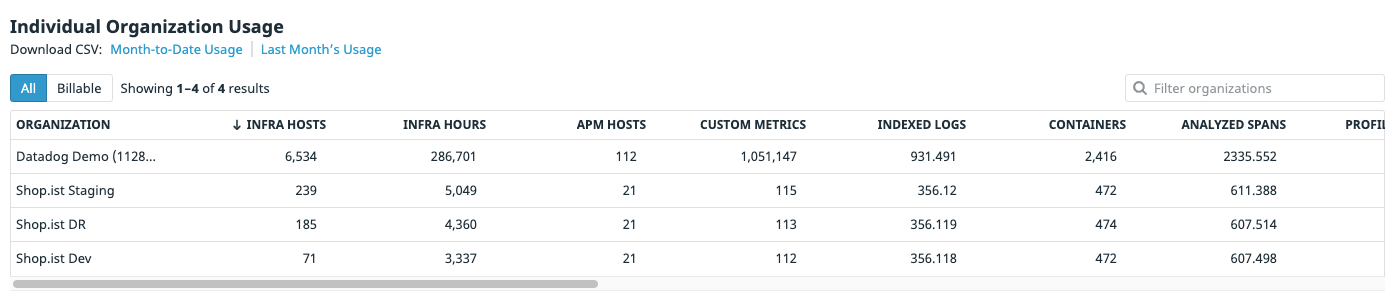 Individual Organization Usage
Download CSV: Month-to-Date Usage | Last Month's Usage
All Billable Showing 1–4 of 4 results Filter organizations
ORGANIZATION ↓ INFRA HOSTS INFRA HOURS APM HOSTS CUSTOM METRICS INDEXED LOGS CONTAINERS ANALYZED SPANS PROFIL
Datadog Demo (1128... 6,534 286,701 112 1,051,147 931.491 2,416 2335.552
Shop.ist Staging 239 5,049 21 115 356.12 472 611.388
Shop.ist DR 185 4,360 21 113 356.119 474 607.514
Shop.ist Dev 71 3,337 21 112 356.118 472 607.498